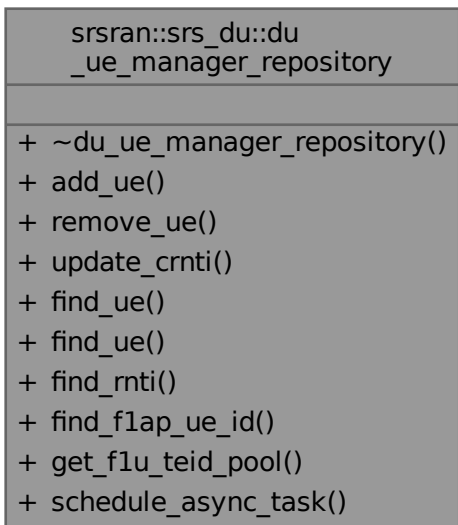 srsran::srs_du::du
_ue_manager_repository
+ ~du_ue_manager_repository()
+ add_ue()
+ remove_ue()
+ update_crnti()
+ find_ue()
+ find_ue()
+ find_rnti()
+ find_f1ap_ue_id()
+ get_f1u_teid_pool()
+ schedule_async_task()